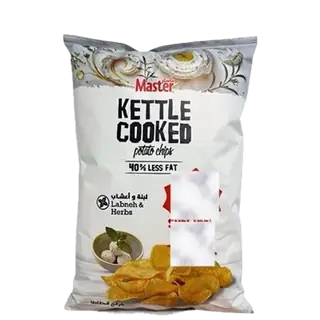 Master
KETTLE
COOKED
potato chips
40% LESS FAT
لبنة و أعشاب
Labneh &
Herbs